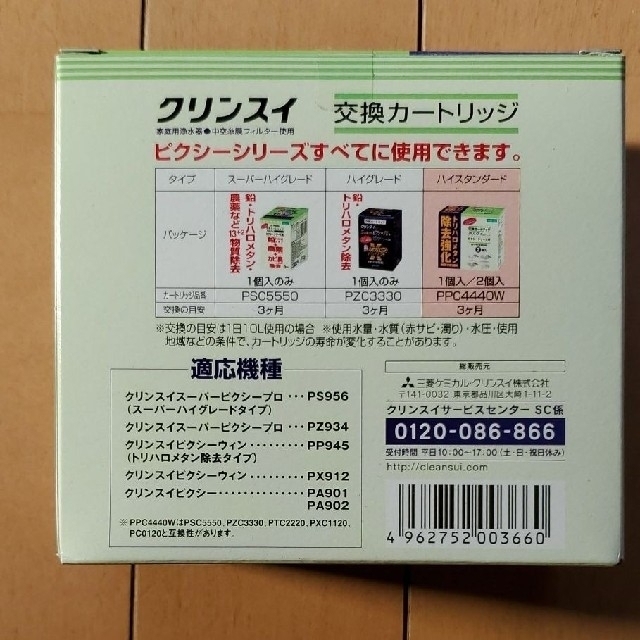 クリンスイ 交換カートリッジ
家庭用浄水器●中空糸膜フィルター使用
ピクシーシリーズすべてに使用できます。
タイプ スーパーハイグレード ハイグレード ハイスタンダード
パッケージ
鉛・トリハロメタン・
農薬など13物質除去
鉛・トリハロメタン除去
トリハロメタン
除去強化
1個入のみ 1個入のみ 1個入/2個入
カートリッジ品番 PSC5550 PZC3330 PPC4440W
交換の目安 3ヶ月 3ヶ月 3ヶ月
※交換の目安は1日10L使用の場合 ※使用水量・水質(赤サビ・濁り)・水圧・使用
地域などの条件で、カートリッジの寿命が変化することがあります。
適応機種
クリンスイスーパーピクシープロ・・・PS956
(スーパーハイグレードタイプ)
クリンスイスーパーピクシープロ・・・PZ934
クリンスイピクシーウィン・・・・・・・・・PP945
(トリハロメタン除去タイプ)
クリンスイピクシーウィン・・・・・・・・・PX912
クリンスイピクシー・・・・・・・・・・・・・PA901
PA902
※PPC4440WはPSC5550、PZC3330、PTC2220、PXC1120、
PC0120と互換性があります。
総販売元
三菱ケミカル・クリンスイ株式会社
〒141-0032 東京都品川区大崎1-11-2
クリンスイサービスセンター SC係
0120-086-866
受付時間 平日10:00〜17:00(土・日・祝日休み)
http://cleansui.com
4 962752 003660